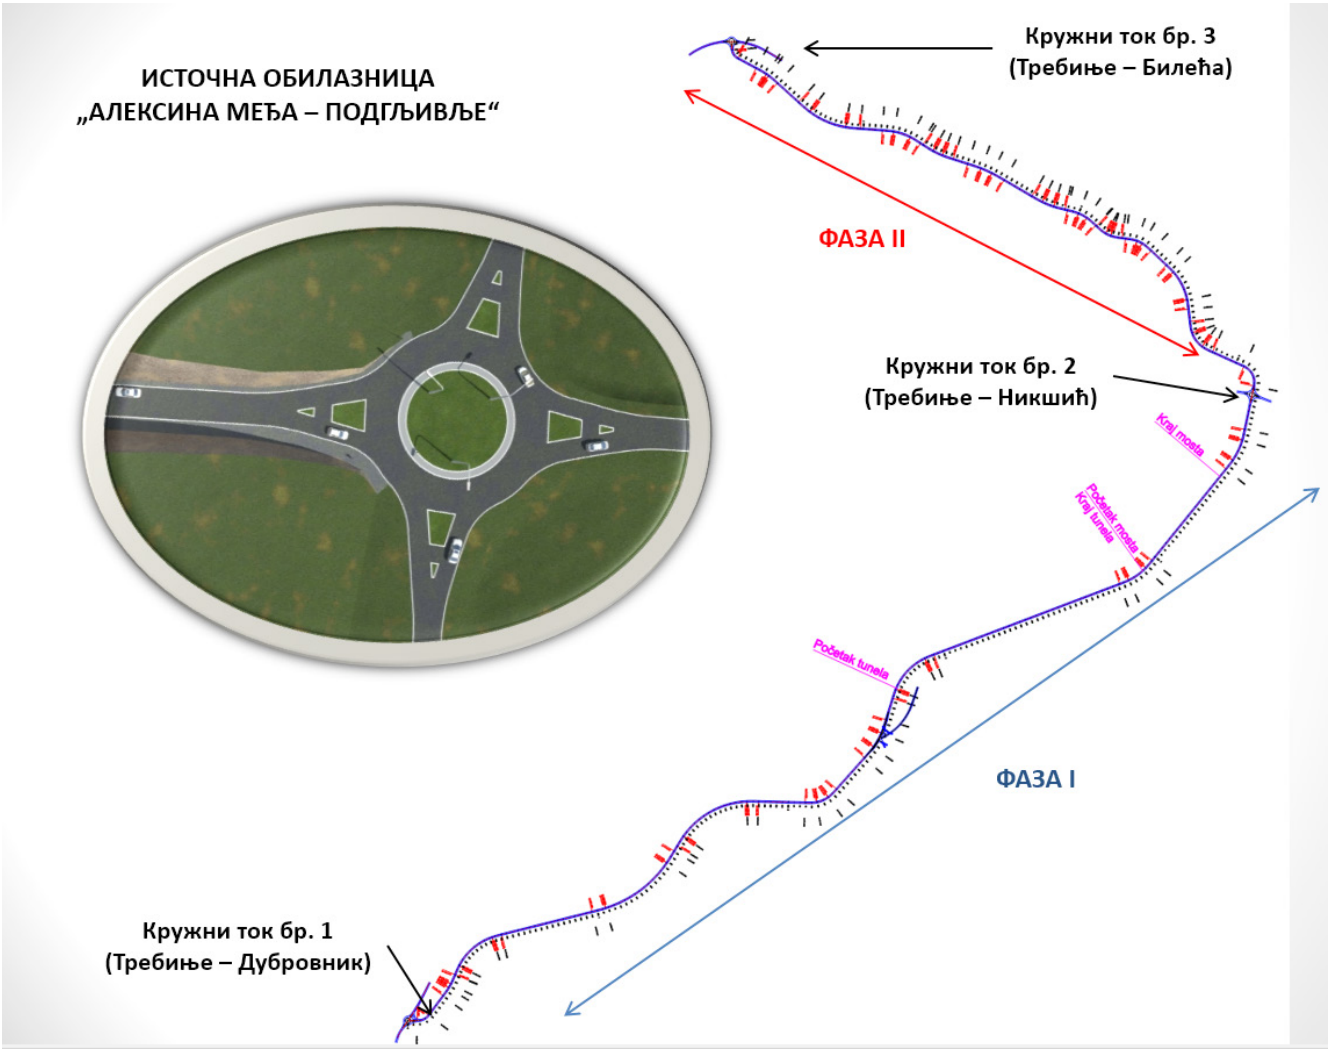 ИСТОЧНА ОБИЛАЗНИЦА
„АЛЕКСИНА МЕЂА – ПОДГЉИВЉЕ“
Кружни ток бр. 3
(Требиње – Билећа)
ФАЗА II
Кружни ток бр. 2
(Требиње – Никшић)
Kraj mosta
Početak mosta
Kraj tunela
Početak tunela
ФАЗА I
Кружни ток бр. 1
(Требиње – Дубровник)